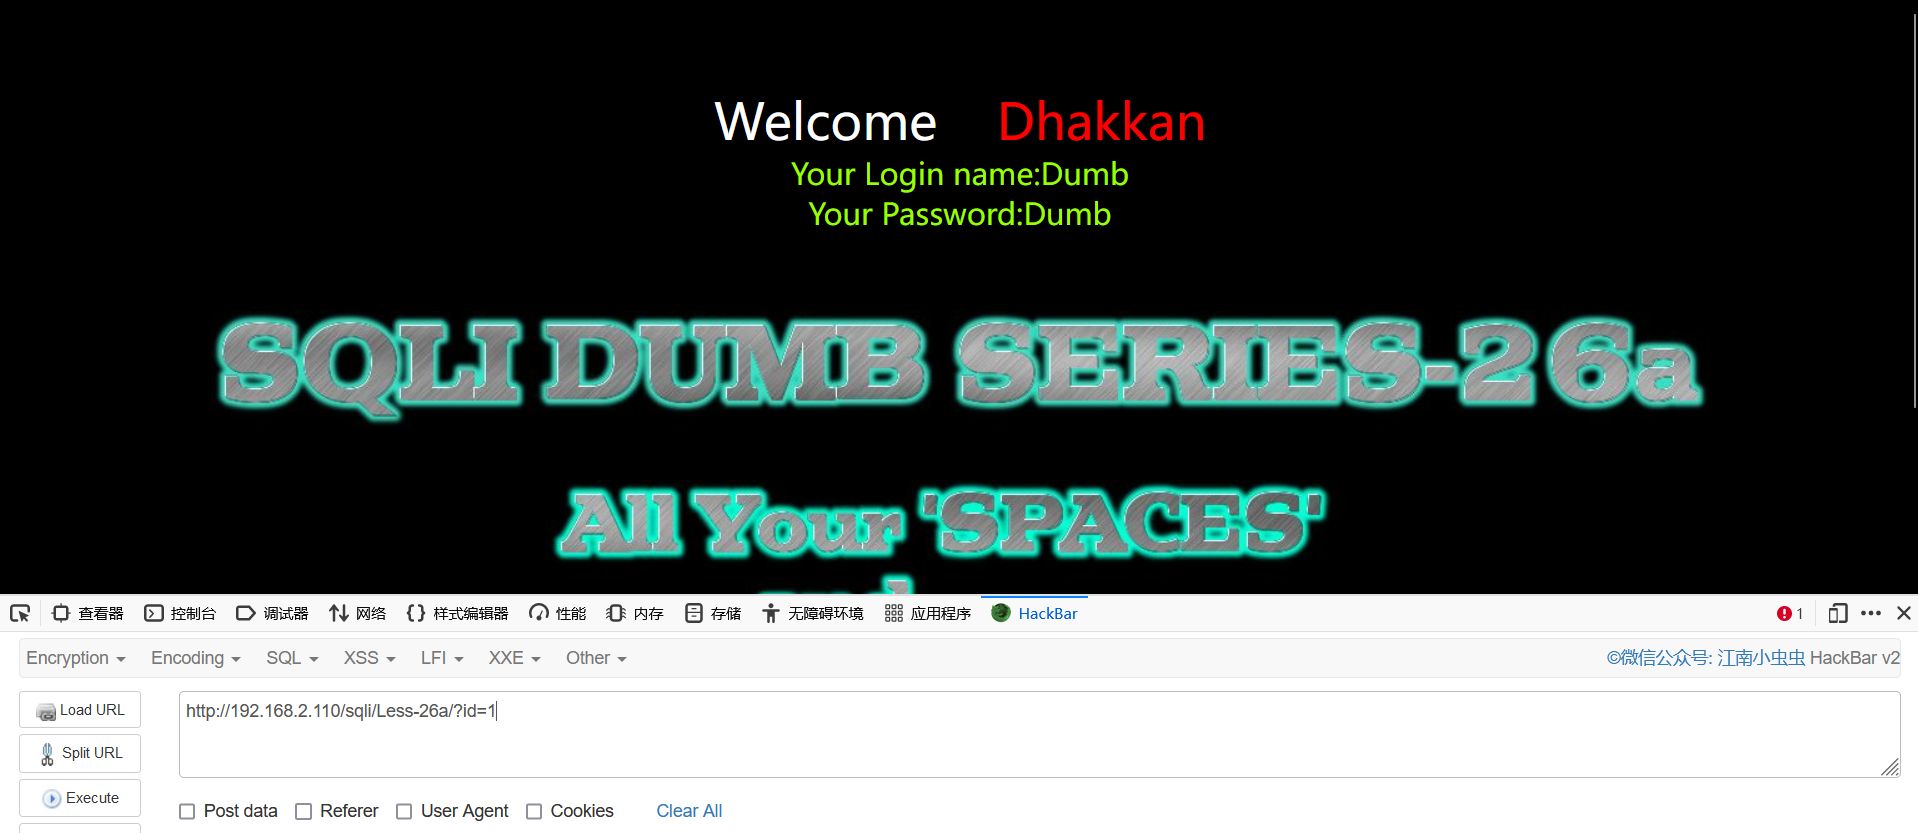 Welcome Dhakkan
Your Login name:Dumb
Your Password:Dumb
SQLI DUMB SERIES-26a
All Your 'SPACES'
查看器 控制台 调试器 网络 样式编辑器 性能 内存 存储 无障碍环境 应用程序 HackBar 1
Encryption Encoding SQL XSS LFI XXE Other ©微信公众号: 江南小虫虫 HackBar v2
Load URL http://192.168.2.110/sqli/Less-26a/?id=1
Split URL
Execute
Post data Referer User Agent Cookies Clear All